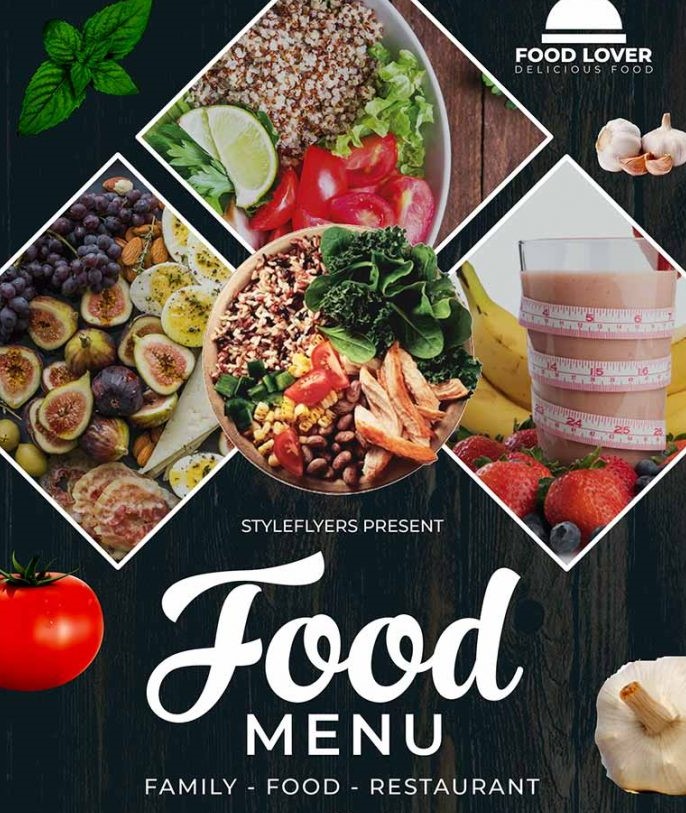 FOOD LOVER
DELICIOUS FOOD
STYLEFLYERS PRESENT
Food
MENU
FAMILY - FOOD - RESTAURANT